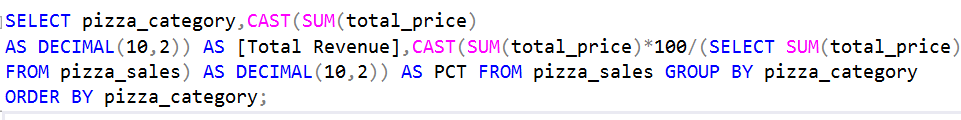 SELECT pizza_category,CAST(SUM(total_price)
AS DECIMAL(10,2)) AS [Total Revenue],CAST(SUM(total_price)*100/(SELECT SUM(total_price)
FROM pizza_sales) AS DECIMAL(10,2)) AS PCT FROM pizza_sales GROUP BY pizza_category
ORDER BY pizza_category;